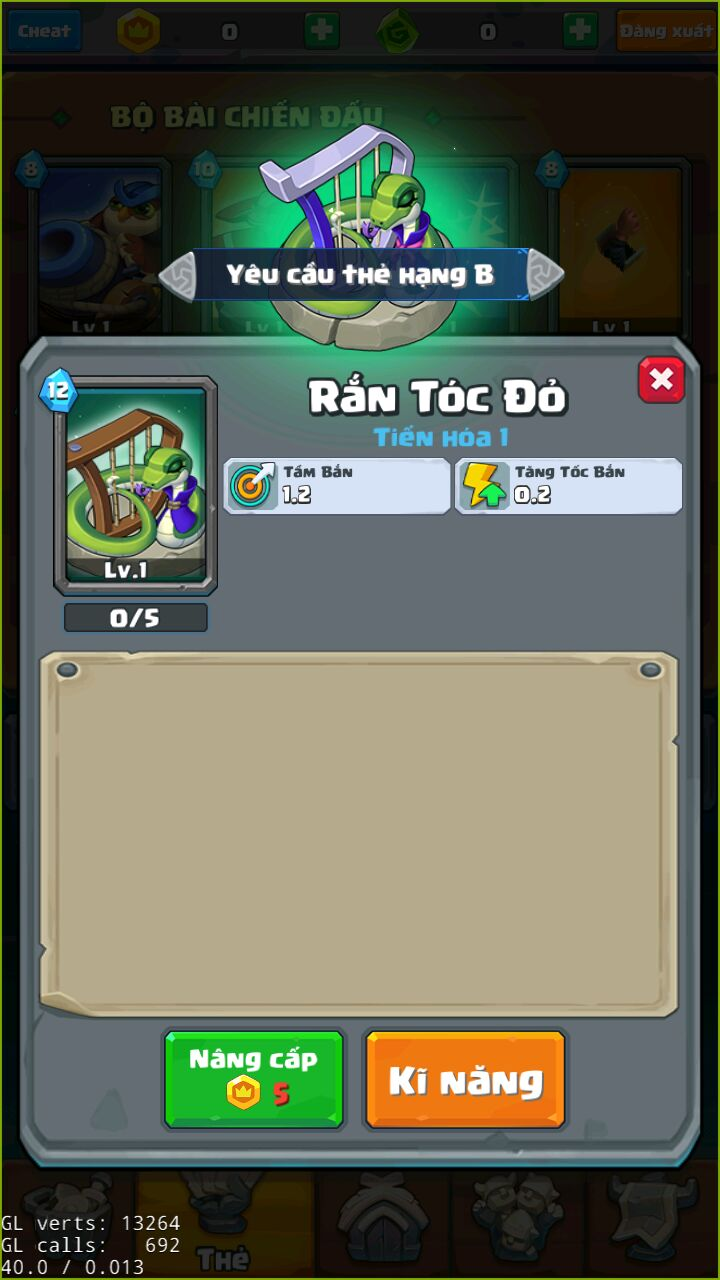 Cheat
0
0
Đăng xuất
BỘ BÀI CHIẾN ĐẤU
8
10
8
Yêu cầu thẻ hạng B
Lv 1
Lv 1
Lv 1
12
Rắn Tóc Đỏ
Tiến hóa 1
Tầm Bắn
1.2
Tăng Tốc Bắn
0.2
Lv.1
0/5
Nâng cấp
5
Kĩ năng
Thẻ
GL verts: 13264
GL calls: 692
40.0 / 0.013